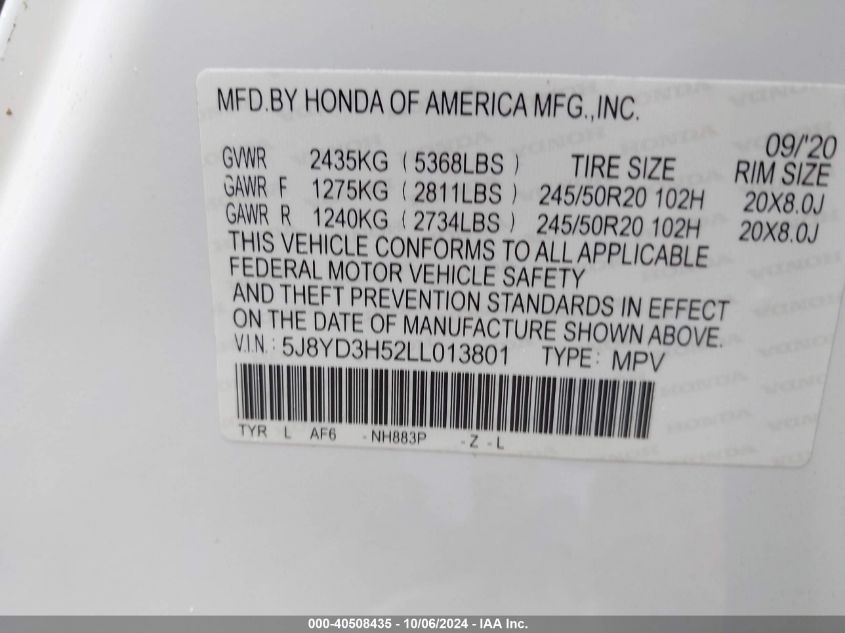 MFD.BY HONDA OF AMERICA MFG.,INC.
09/'20
GVWR 2435KG (5368LBS) TIRE SIZE RIM SIZE
GAWR F 1275KG (2811LBS) 245/50R20 102H 20X8.0J
GAWR R 1240KG (2734LBS) 245/50R20 102H 20X8.0J
THIS VEHICLE CONFORMS TO ALL APPLICABLE
FEDERAL MOTOR VEHICLE SAFETY
AND THEFT PREVENTION STANDARDS IN EFFECT
ON THE DATE OF MANUFACTURE SHOWN ABOVE.
V.I.N.: 5J8YD3H52LL013801 TYPE: MPV
TYR L AF6 - NH883P - Z - L
000-40508435 - 10/06/2024 - IAA Inc.